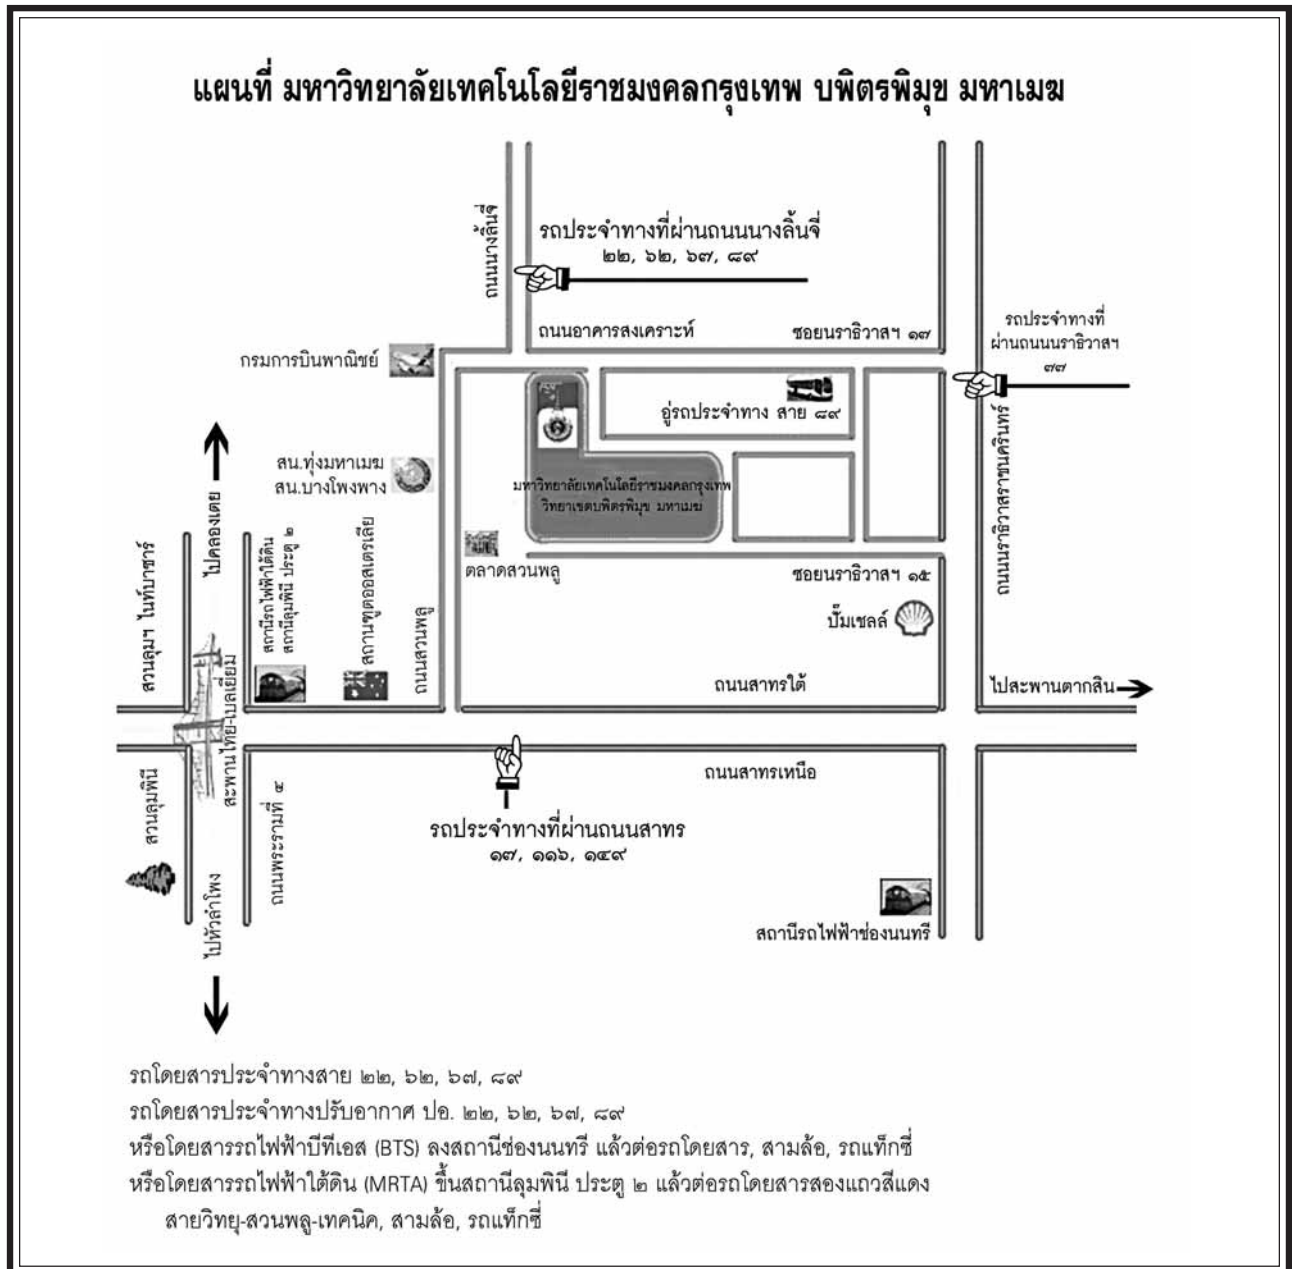 แผนที่ มหาวิทยาลัยเทคโนโลยีราชมงคลกรุงเทพ บพิตรพิมุข มหาเมฆ
ถนนนางลิ้นจี่
รถประจำทางที่ผ่านถนนนางลิ้นจี่
๒๒, ๖๒, ๖๗, ๘๙
ถนนอาคารสงเคราะห์
ซอยนราธิวาสฯ ๑๗
รถประจำทางที่
ผ่านถนนนราธิวาสฯ
๗๗
กรมการบินพาณิชย์
อู่รถประจำทาง สาย ๘๙
ถนนนราธิวาสราชนครินทร์
สน.ทุ่งมหาเมฆ
สน.บางโพงพาง
มหาวิทยาลัยเทคโนโลยีราชมงคลกรุงเทพ
วิทยาเขตบพิตรพิมุข มหาเมฆ
ไปคลองเตย
สวนลุมฯ ไนท์บาซาร์
สถานีรถไฟฟ้าใต้ดิน
สถานีลุมพินี ประตู ๒
สถานฑูตออสเตรเลีย
ถนนสวนพลู
ตลาดสวนพลู
ซอยนราธิวาสฯ ๑๕
ปั๊มเชลล์
ถนนสาทรใต้
ไปสะพานตากสิน
สะพานไทย-เบลเยี่ยม
ถนนสาทรเหนือ
สวนลุมพินี
ถนนพระรามที่ ๔
รถประจำทางที่ผ่านถนนสาทร
๑๗, ๑๑๖, ๑๔๙
ไปหัวลำโพง
สถานีรถไฟฟ้าช่องนนทรี
รถโดยสารประจำทางสาย ๒๒, ๖๒, ๖๗, ๘๙
รถโดยสารประจำทางปรับอากาศ ปอ. ๒๒, ๖๒, ๖๗, ๘๙
หรือโดยสารรถไฟฟ้าบีทีเอส (BTS) ลงสถานีช่องนนทรี แล้วต่อรถโดยสาร, สามล้อ, รถแท็กซี่
หรือโดยสารรถไฟฟ้าใต้ดิน (MRTA) ขึ้นสถานีลุมพินี ประตู ๒ แล้วต่อรถโดยสารสองแถวสีแดง
สายวิทยุ-สวนพลู-เทคนิค, สามล้อ, รถแท็กซี่